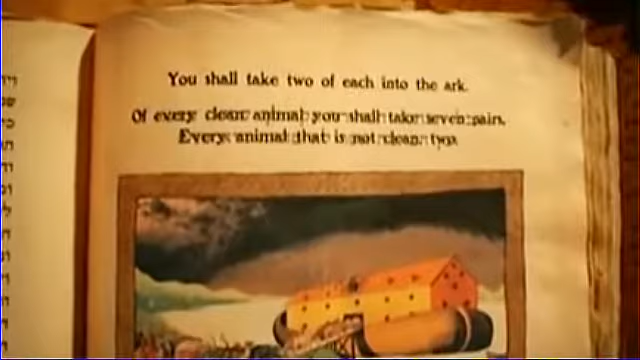 You shall take two of each into the ark.
Of every clean animal you shall take seven pairs.
Every animal that is not clean: two.